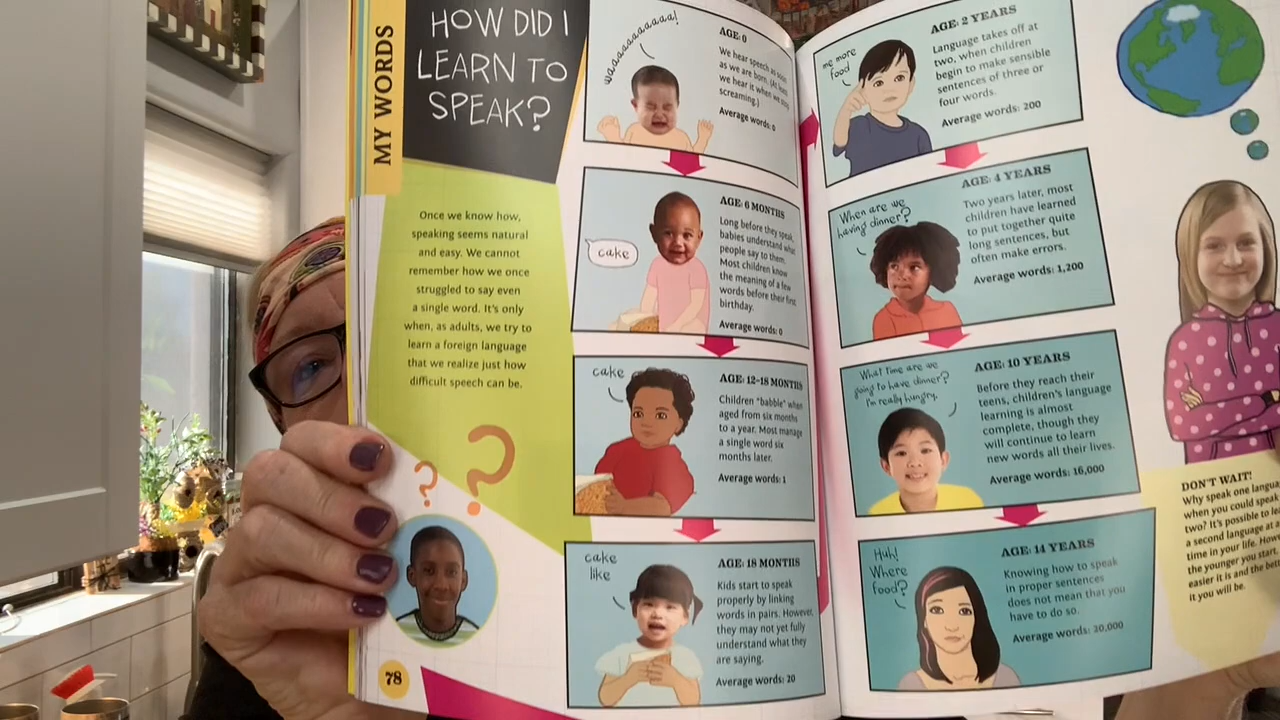 MY WORDS
HOW DID I
LEARN TO
SPEAK?
Once we know how,
speaking seems natural
and easy. We cannot
remember how we once
struggled to say even
a single word. It's only
when, as adults, we try to
learn a foreign language
that we realize just how
difficult speech can be.
? ?
78
waaaaaaaaaaa!
AGE: 0
We hear speech as soon
as we are born. (At least,
we hear it when we stop
screaming.)
Average words: 0
cake
AGE: 6 MONTHS
Long before they speak,
babies understand what
people say to them.
Most children know
the meaning of a few
words before their first
birthday.
Average words: 0
cake
AGE: 12–18 MONTHS
Children "babble" when
aged from six months
to a year. Most manage
a single word six
months later.
Average words: 1
cake
like
AGE: 18 MONTHS
Kids start to speak
properly by linking
words in pairs. However,
they may not yet fully
understand what they
are saying.
Average words: 20
me more
food
AGE: 2 YEARS
Language takes off at
two, when children
begin to make sensible
sentences of three or
four words.
Average words: 200
When are we
having dinner?
AGE: 4 YEARS
Two years later, most
children have learned
to put together quite
long sentences, but
often make errors.
Average words: 1,200
What time are we
going to have dinner?
I'm really hungry.
AGE: 10 YEARS
Before they reach their
teens, children's language
learning is almost
complete, though they
will continue to learn
new words all their lives.
Average words: 16,000
Huh!
Where
food?
AGE: 14 YEARS
Knowing how to speak
in proper sentences
does not mean that you
have to do so.
Average words: 20,000
DON'T WAIT!
Why speak one
when you could speak
two? It's possible to
a second language at
time in your life.
the younger you start,
easier it is and the
it you will be.